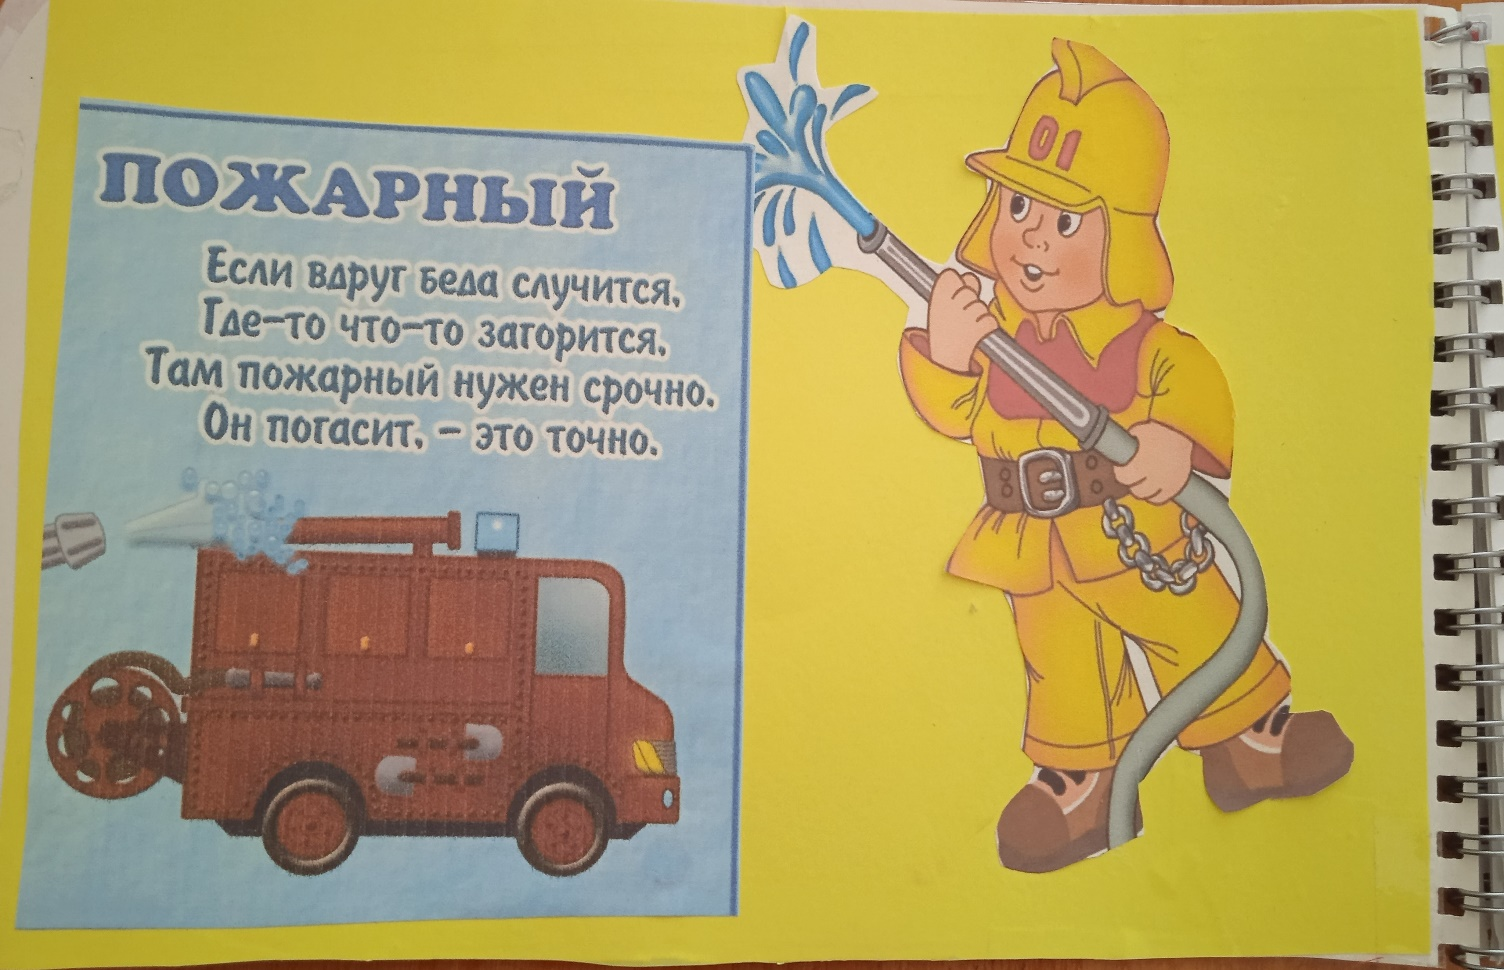 ПОЖАРНЫЙ
Если вдруг беда случится,
Где-то что-то загорится,
Там пожарный нужен срочно.
Он погасит, – это точно.
01